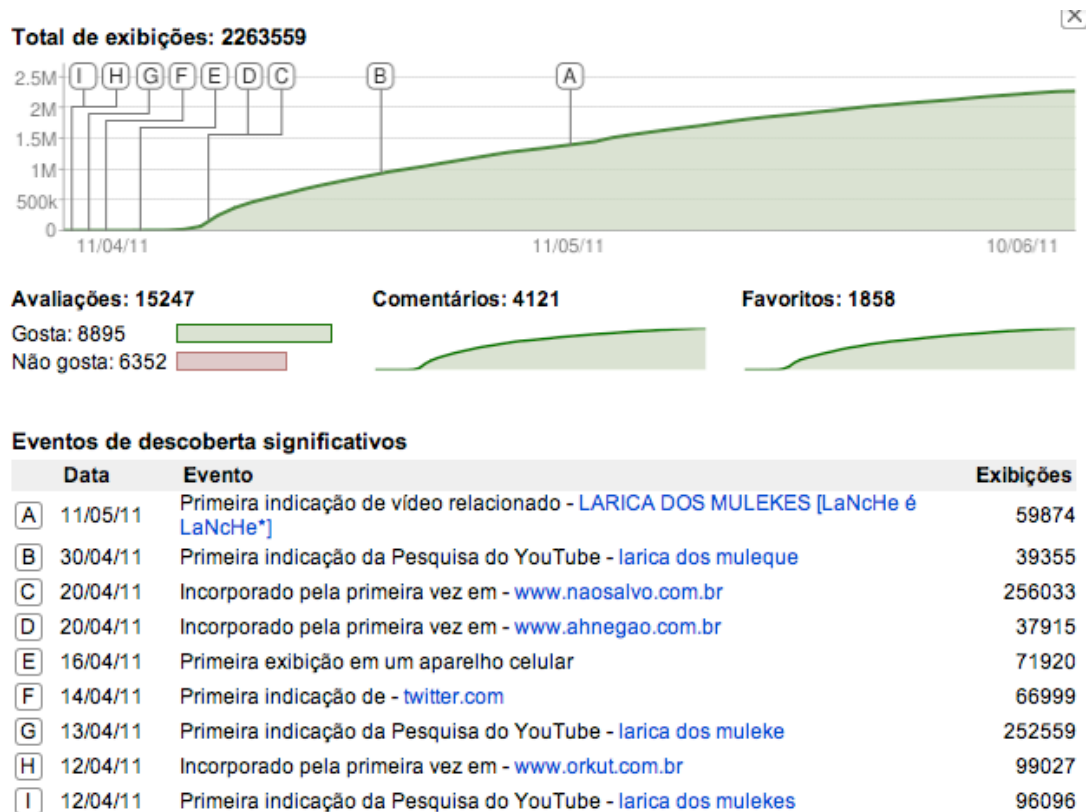 Total de exibições: 2263559
2.5M I H G F E D C B A
2M
1.5M
1M
500k
0
11/04/11 11/05/11 10/06/11
Avaliações: 15247 Comentários: 4121 Favoritos: 1858
Gosta: 8895
Não gosta: 6352
Eventos de descoberta significativos
Data Evento Exibições
A 11/05/11 Primeira indicação de vídeo relacionado - LARICA DOS MULEKES [LaNcHe é
LaNcHe*] 59874
B 30/04/11 Primeira indicação da Pesquisa do YouTube - larica dos muleque 39355
C 20/04/11 Incorporado pela primeira vez em - www.naosalvo.com.br 256033
D 20/04/11 Incorporado pela primeira vez em - www.ahnegao.com.br 37915
E 16/04/11 Primeira exibição em um aparelho celular 71920
F 14/04/11 Primeira indicação de - twitter.com 66999
G 13/04/11 Primeira indicação da Pesquisa do YouTube - larica dos muleke 252559
H 12/04/11 Incorporado pela primeira vez em - www.orkut.com.br 99027
I 12/04/11 Primeira indicação da Pesquisa do YouTube - larica dos mulekes 96096